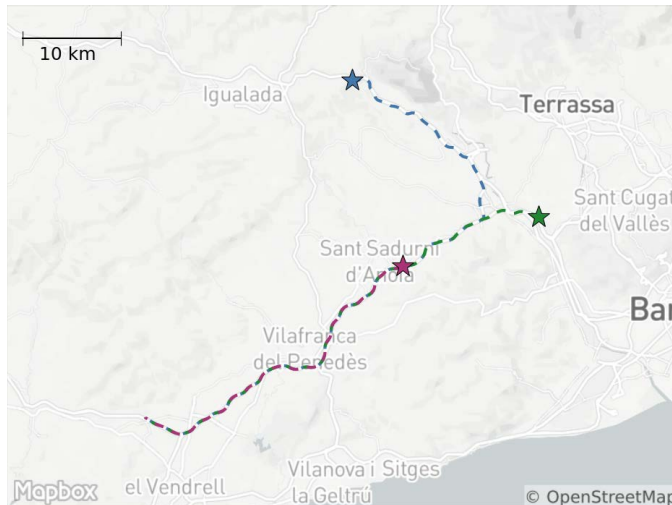 10 km
Igualada
Terrassa
Sant Cugat
del Vallès
Sant Sadurní
d'Anoia
Bar
Vilafranca
del Penedès
Vilanova i
la Geltrú
Sitges
el Vendrell
Mapbox
© OpenStreetMap